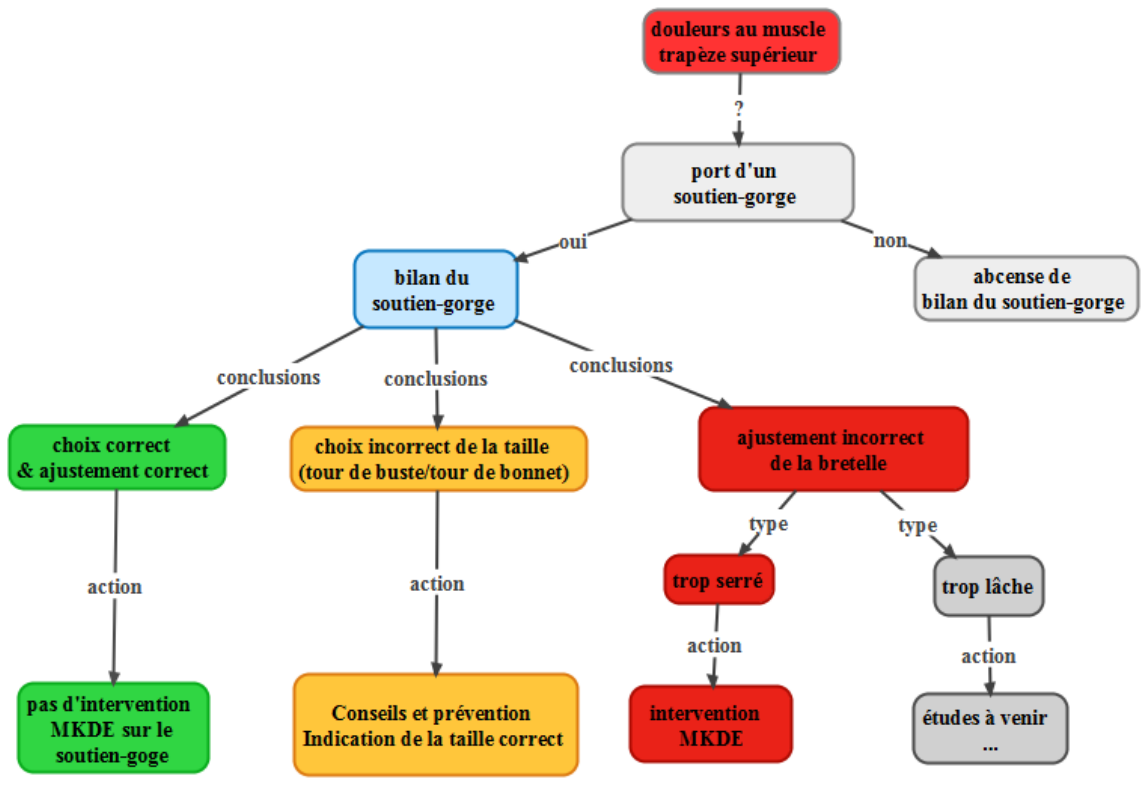 douleurs au muscle
trapèze supérieur
?
port d'un
soutien-gorge
oui
non
bilan du
soutien-gorge
abcense de
bilan du soutien-gorge
conclusions
conclusions
conclusions
choix correct
& ajustement correct
choix incorrect de la taille
(tour de buste/tour de bonnet)
ajustement incorrect
de la bretelle
type
type
trop serré
trop lâche
action
action
action
action
pas d'intervention
MKDE sur le
soutien-goge
Conseils et prévention
Indication de la taille correct
intervention
MKDE
études à venir
...